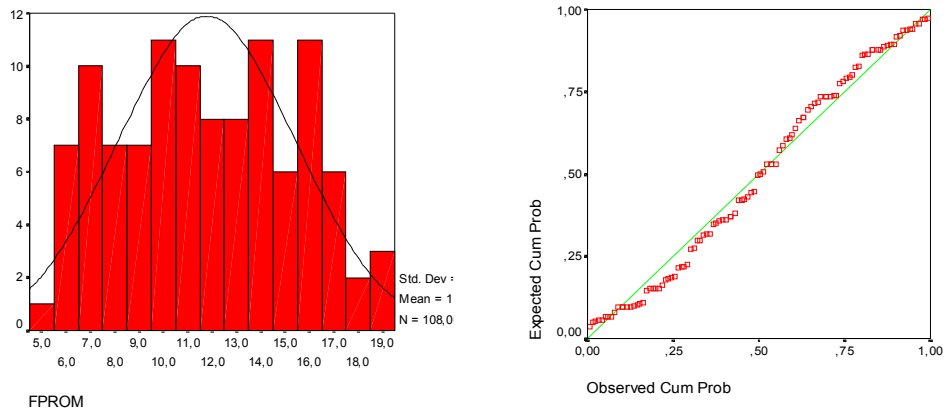 12
10
8
6
4
2
0
Std. Dev =
Mean = 1
N = 108,0
5,0 7,0 9,0 11,0 13,0 15,0 17,0 19,0
6,0 8,0 10,0 12,0 14,0 16,0 18,0
FPROM
1,00
,75
,50
,25
0,00
Expected Cum Prob
0,00 ,25 ,50 ,75 1,00
Observed Cum Prob